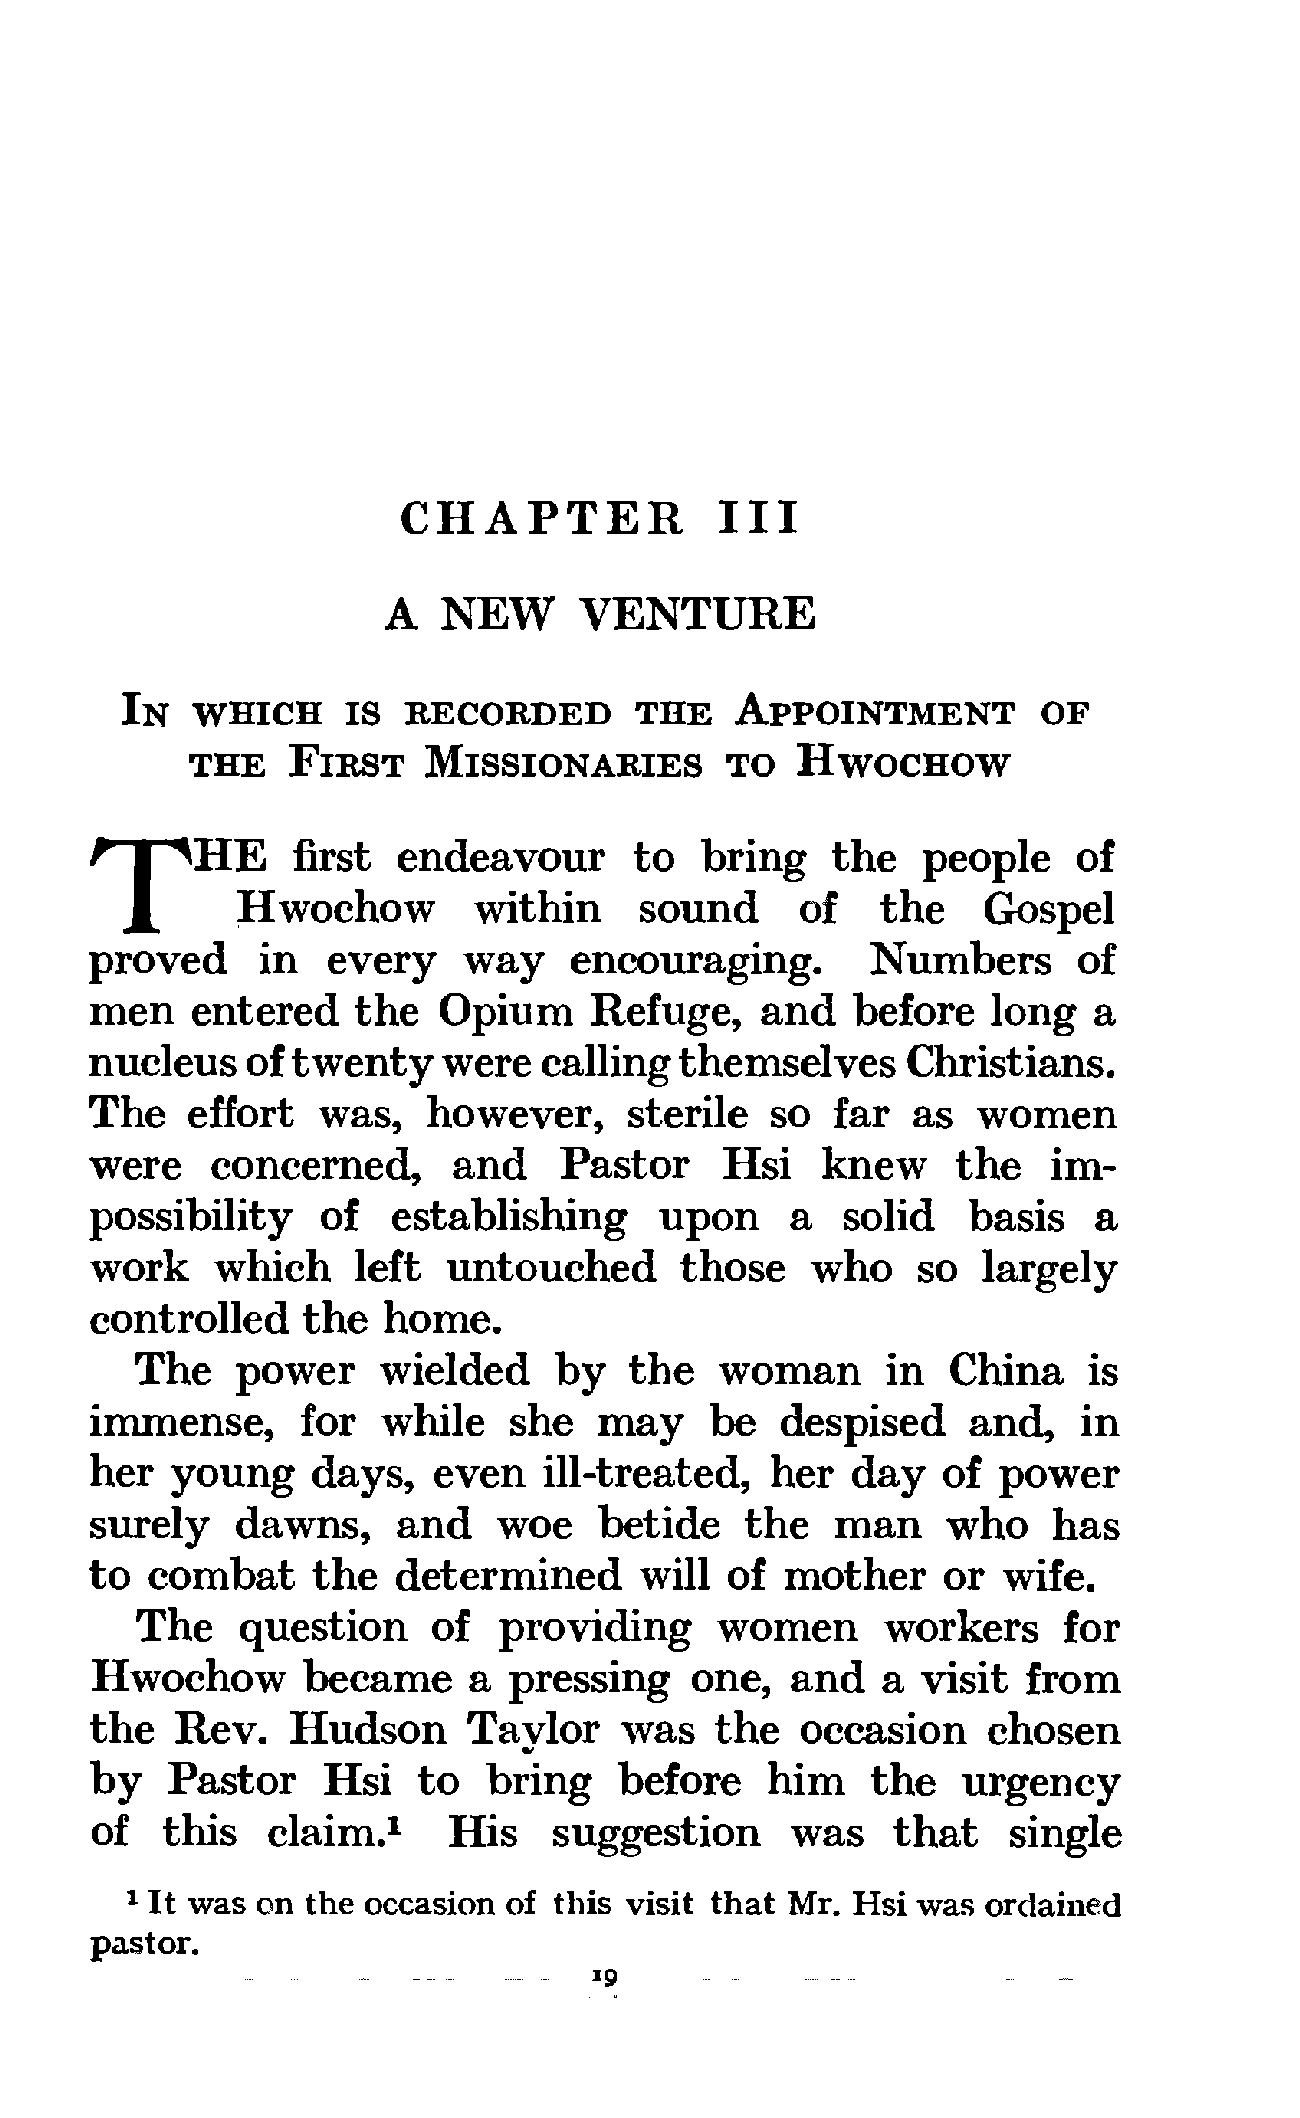 CHAPTER III
A NEW VENTURE
In which is recorded the Appointment of
the First Missionaries to Hwochow
THE first endeavour to bring the people of
Hwochow within sound of the Gospel
proved in every way encouraging. Numbers of
men entered the Opium Refuge, and before long a
nucleus of twenty were calling themselves Christians.
The effort was, however, sterile so far as women
were concerned, and Pastor Hsi knew the im-
possibility of establishing upon a solid basis a
work which left untouched those who so largely
controlled the home.
The power wielded by the woman in China is
immense, for while she may be despised and, in
her young days, even ill-treated, her day of power
surely dawns, and woe betide the man who has
to combat the determined will of mother or wife.
The question of providing women workers for
Hwochow became a pressing one, and a visit from
the Rev. Hudson Taylor was the occasion chosen
by Pastor Hsi to bring before him the urgency
of this claim.¹ His suggestion was that single
¹ It was on the occasion of this visit that Mr. Hsi was ordained
pastor.
19